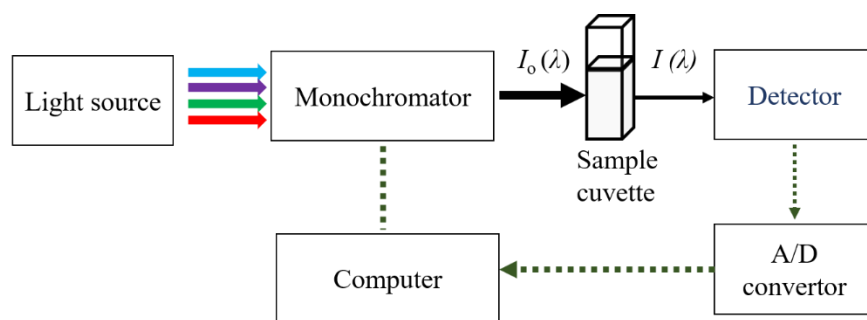 Light source
Monochromator
Iₒ (λ)
I (λ)
Detector
Sample
cuvette
Computer
A/D
convertor